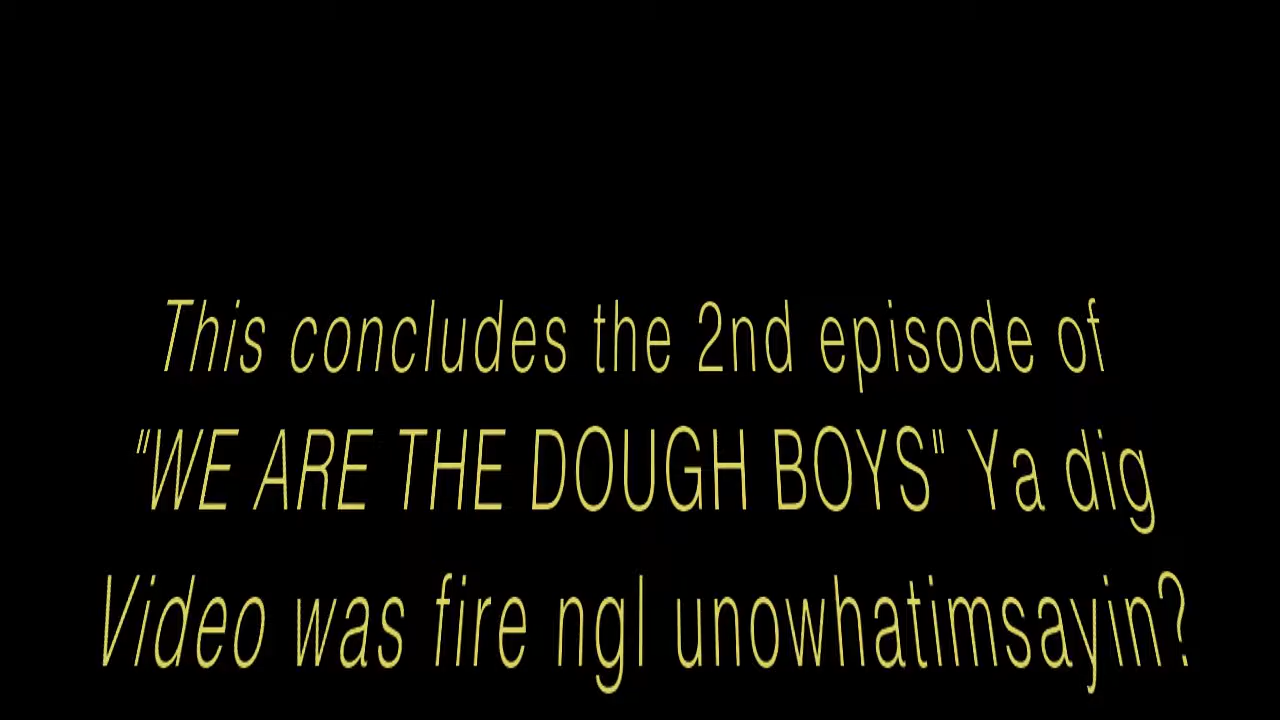 This concludes the 2nd episode of
"WE ARE THE DOUGH BOYS" Ya dig
Video was fire ngl unowhatimsayin?